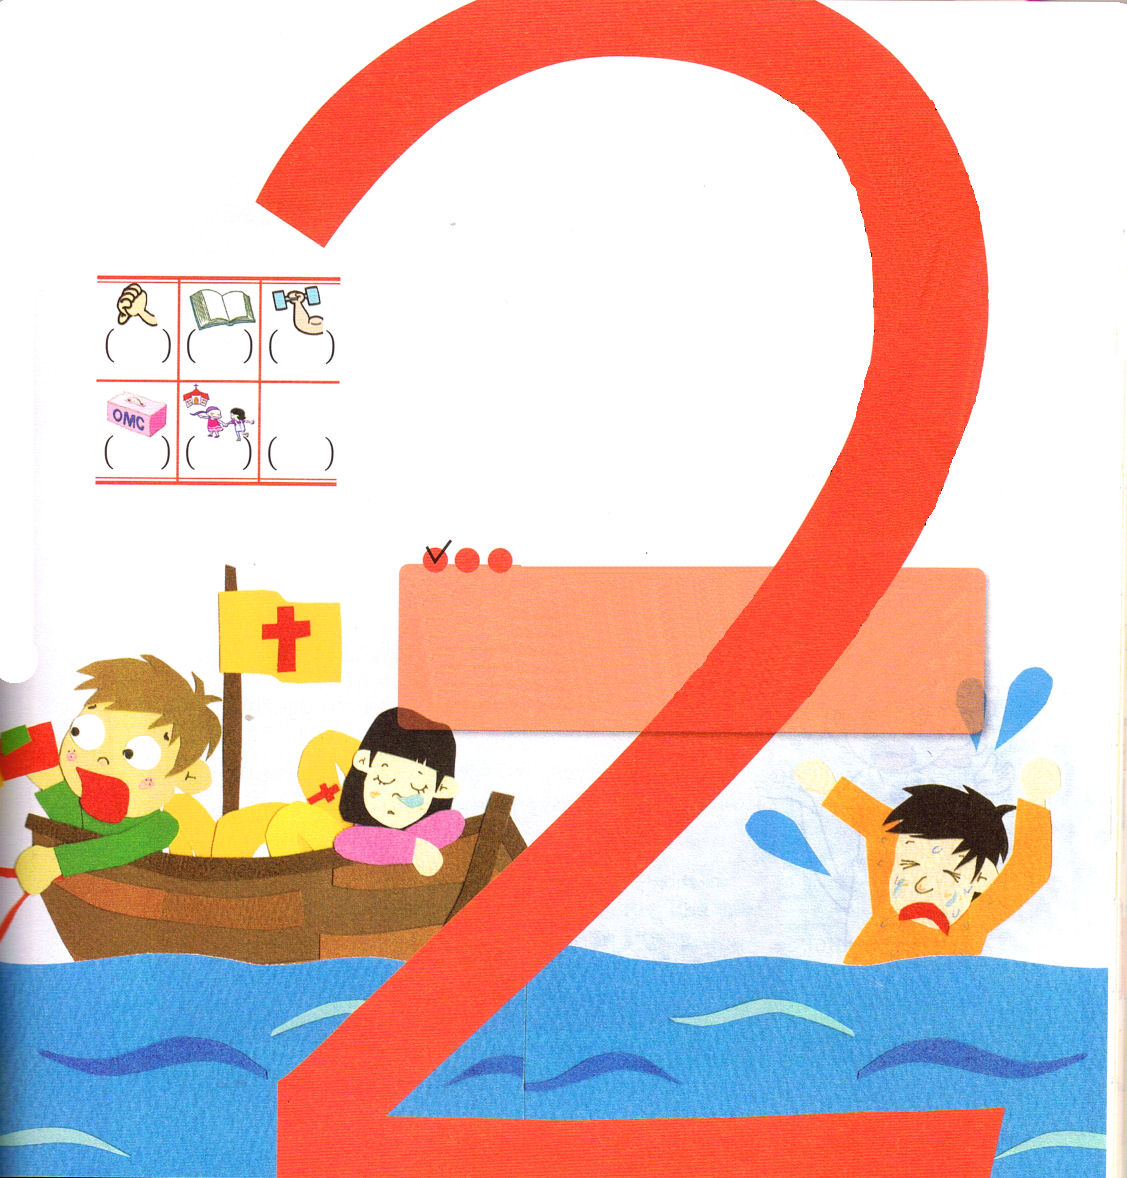 2
( ) ( ) ( )
OMC
( ) ( ) ( )